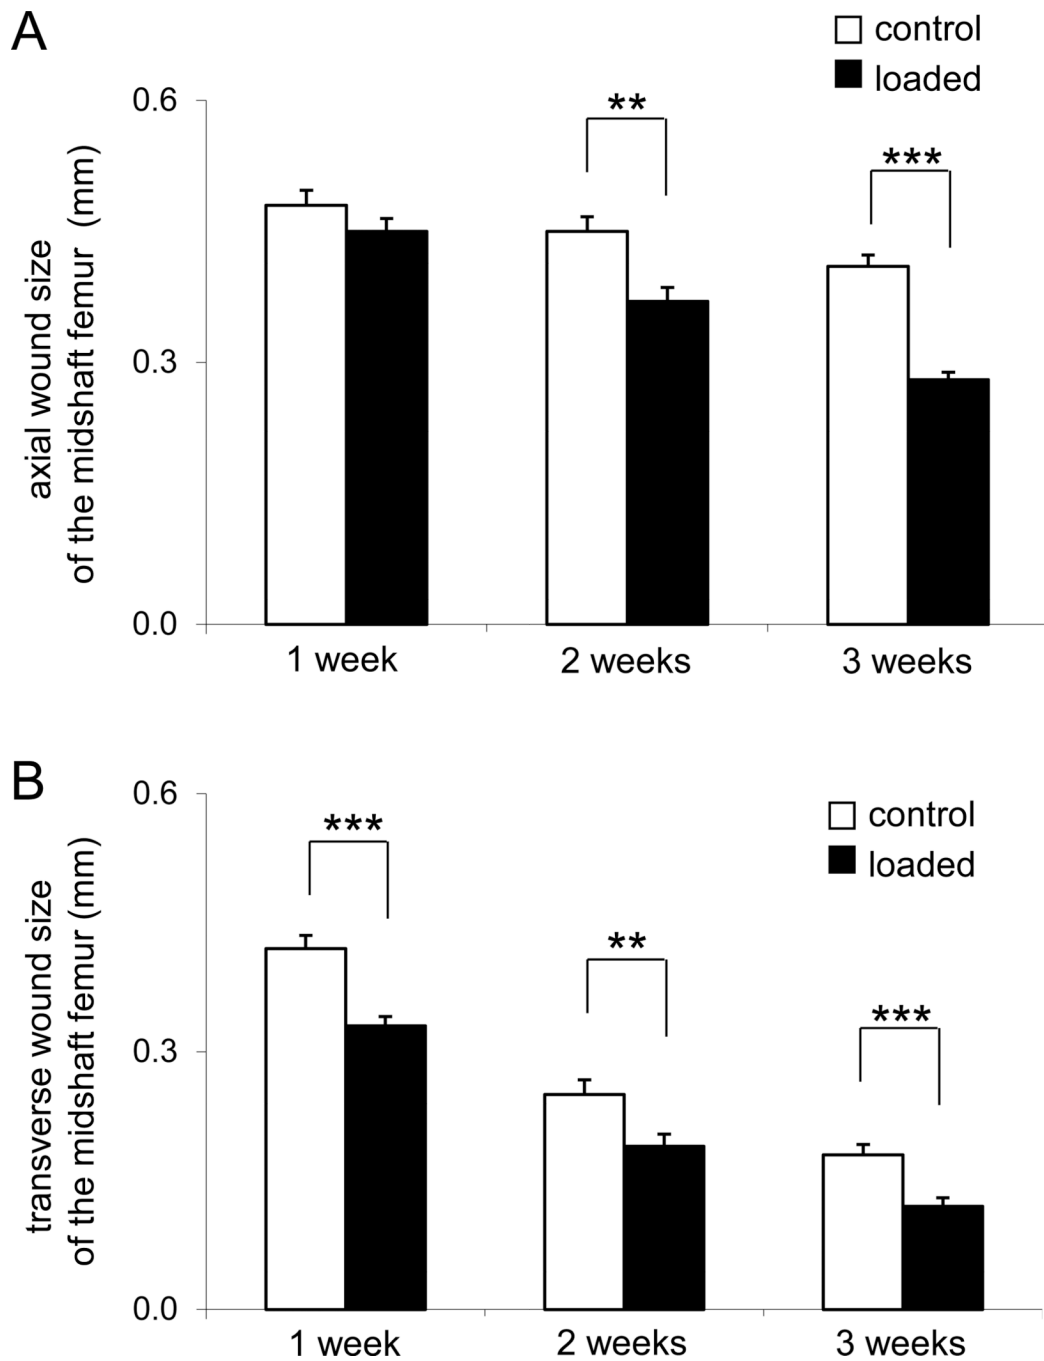 A
control
loaded
0.6
**
***
axial wound size
of the midshaft femur (mm)
0.3
0.0
1 week
2 weeks
3 weeks
B
0.6
control
loaded
***
**
***
transverse wound size
of the midshaft femur (mm)
0.3
0.0
1 week
2 weeks
3 weeks